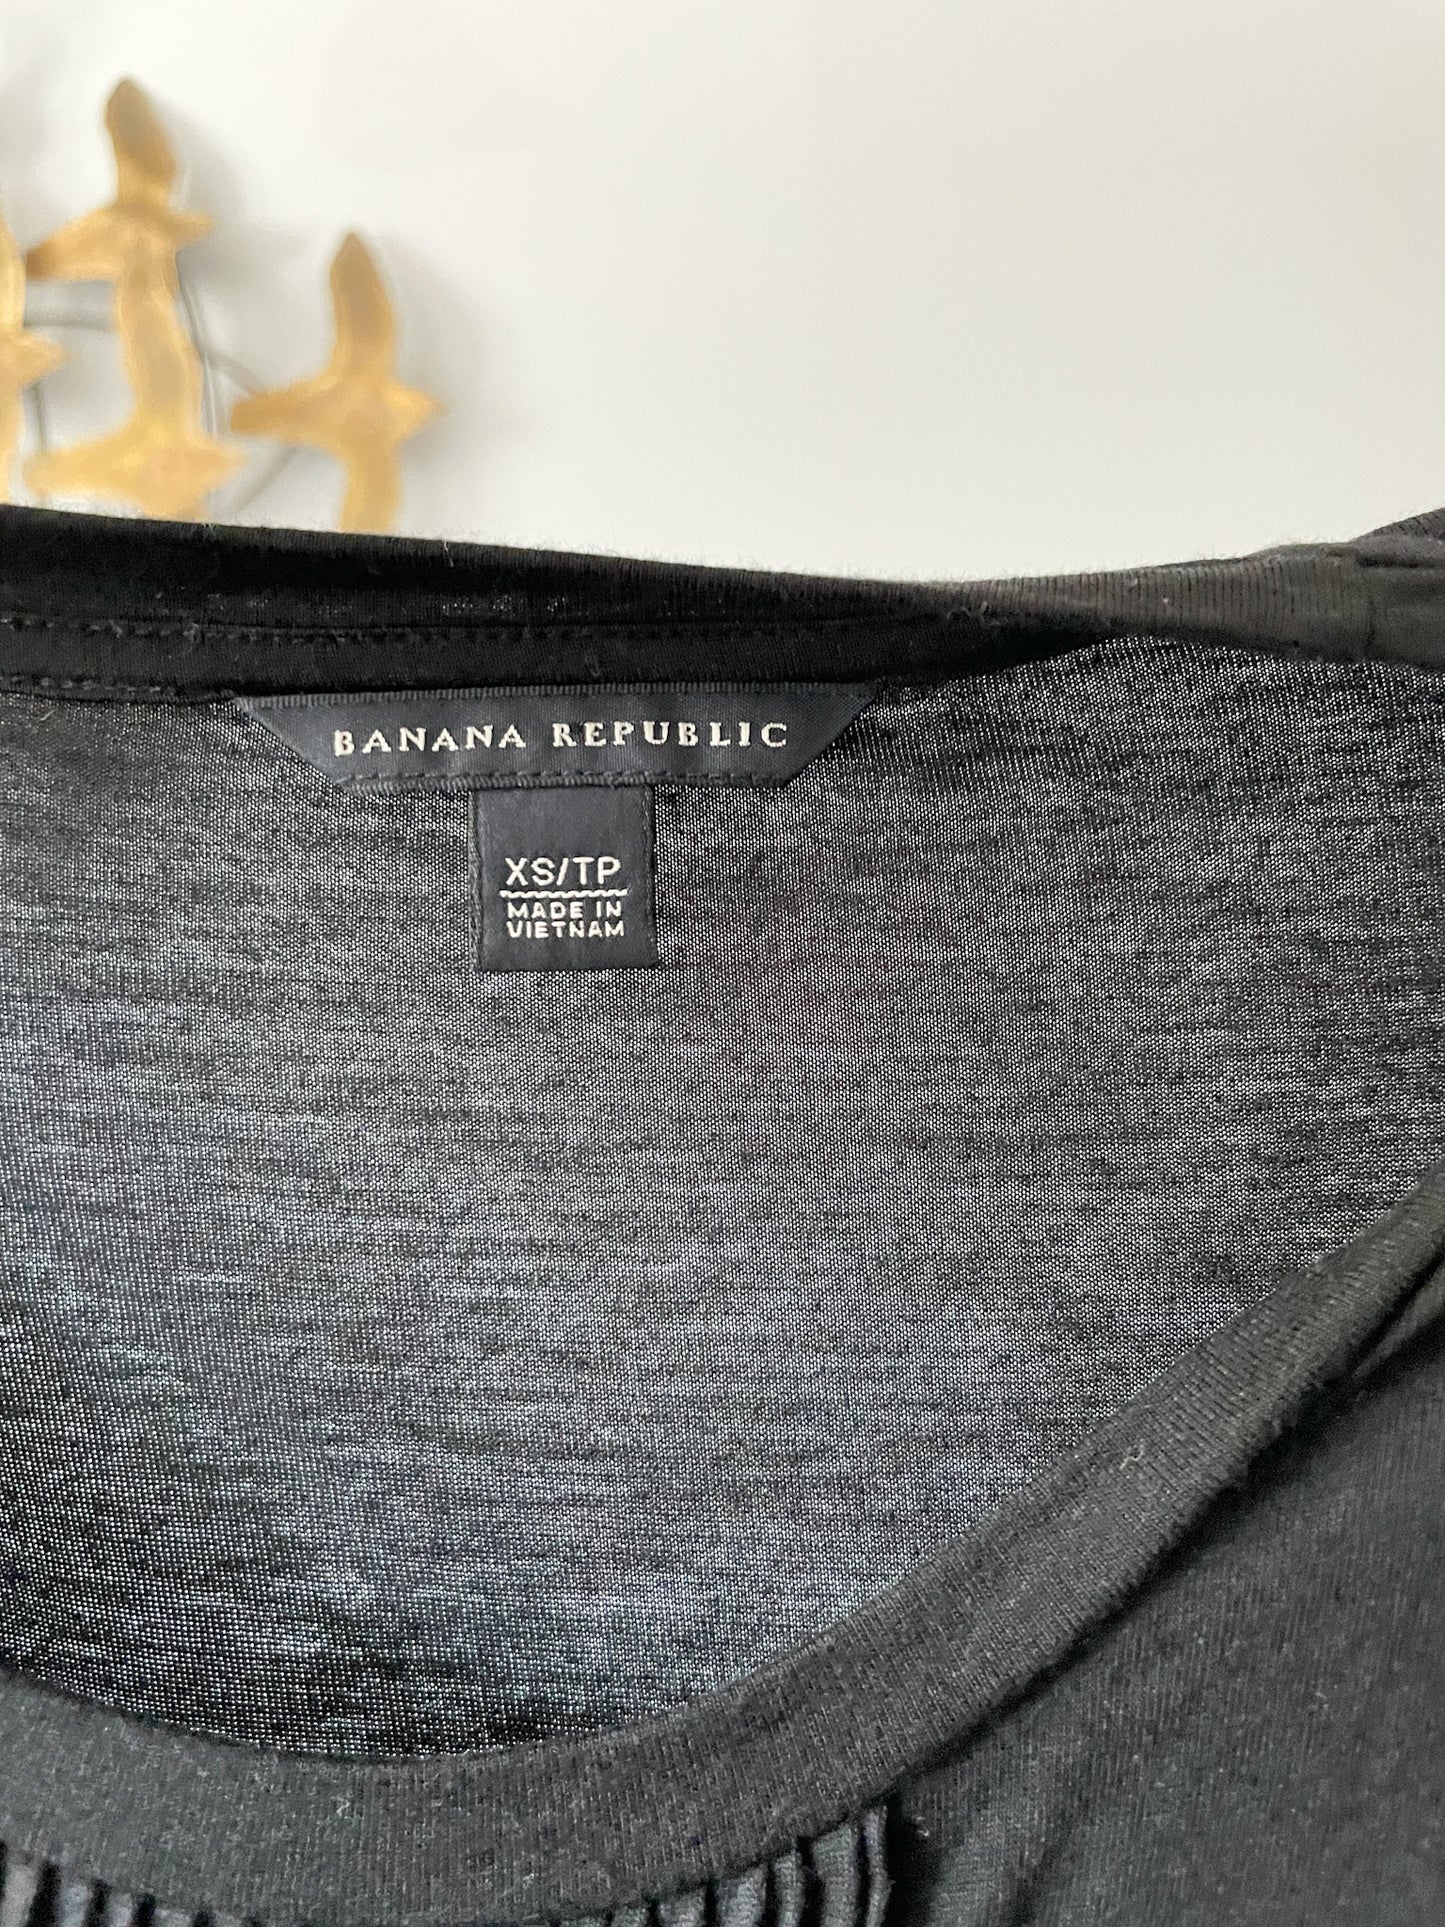 BANANA REPUBLIC
XS/TP
MADE IN
VIETNAM